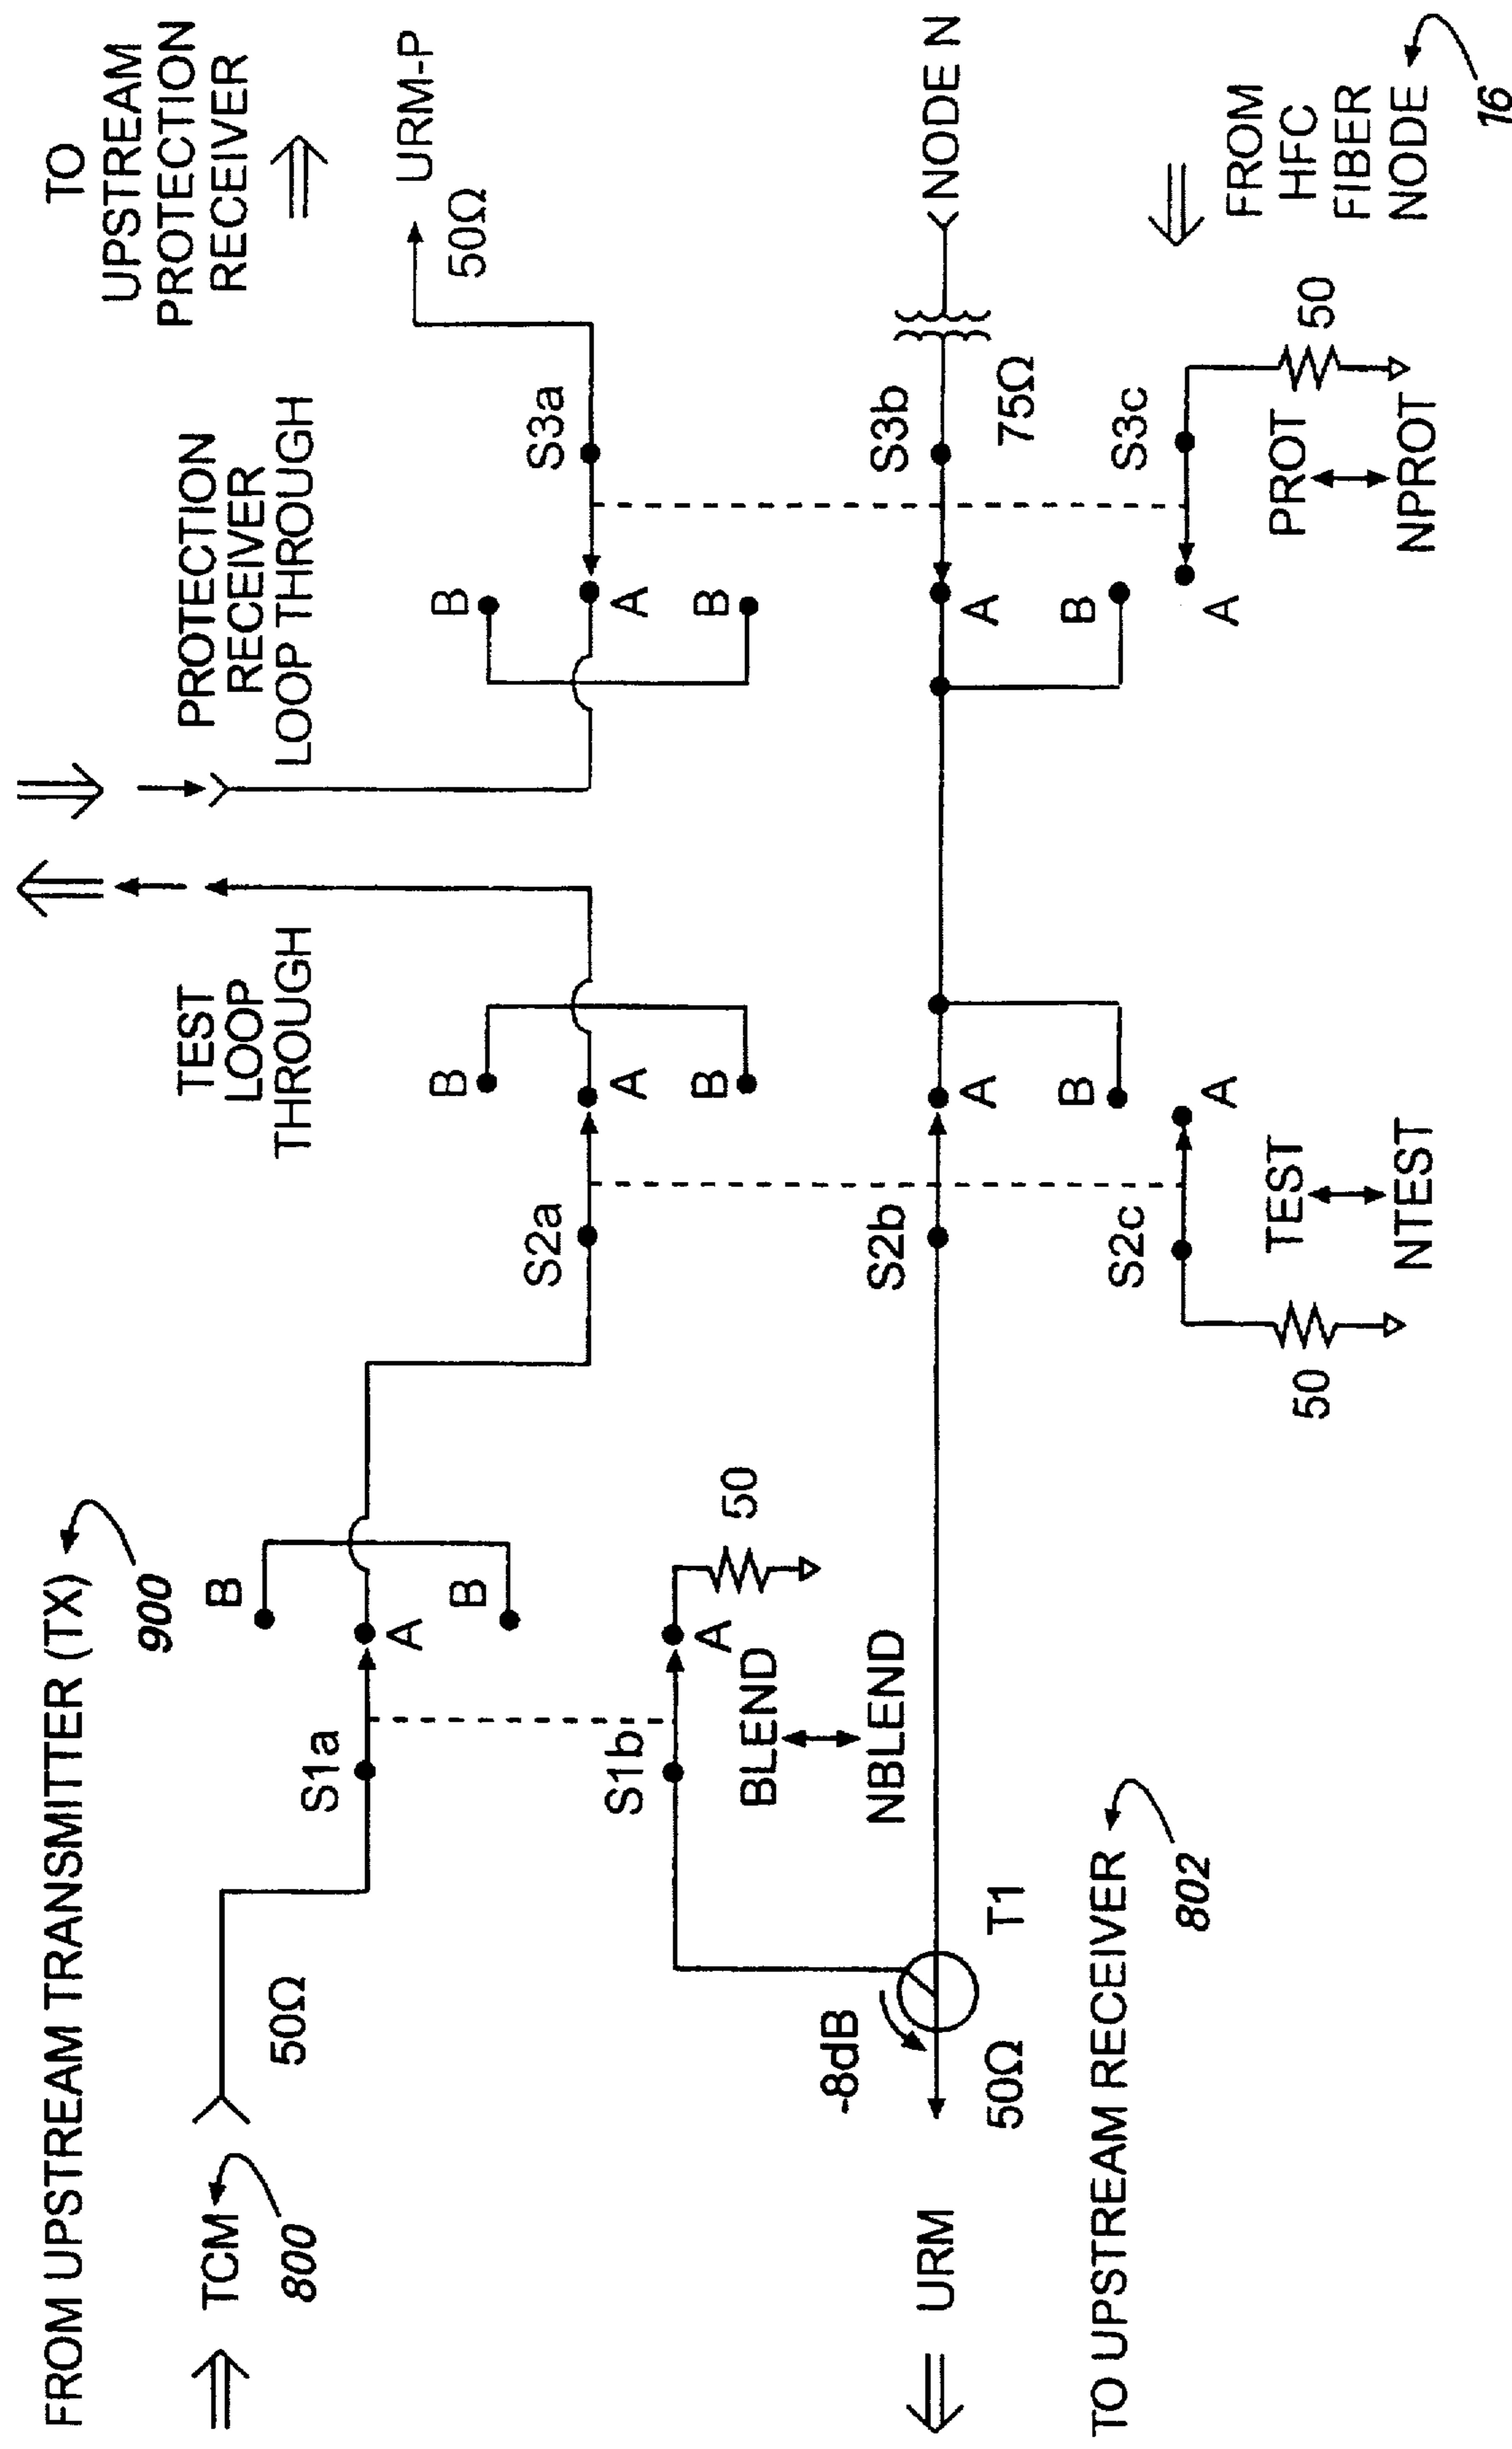 FROM UPSTREAM TRANSMITTER (TX)
900
TCM
800
50Ω
S1a
B
A
B
S1b
A
50
BLEND
NBLEND
-8dB
T1
50Ω
URM
TO UPSTREAM RECEIVER
802
TEST
LOOP
THROUGH
S2a
B
A
B
S2b
A
B
S2c
A
50
TEST
NTEST
PROTECTION
RECEIVER
LOOP THROUGH
B
A
B
S3a
A
S3b
B
75Ω
A
S3c
50
PROT
NPROT
TO
UPSTREAM
PROTECTION
RECEIVER
URM-P
50Ω
NODE N
FROM
HFC
FIBER
NODE
16